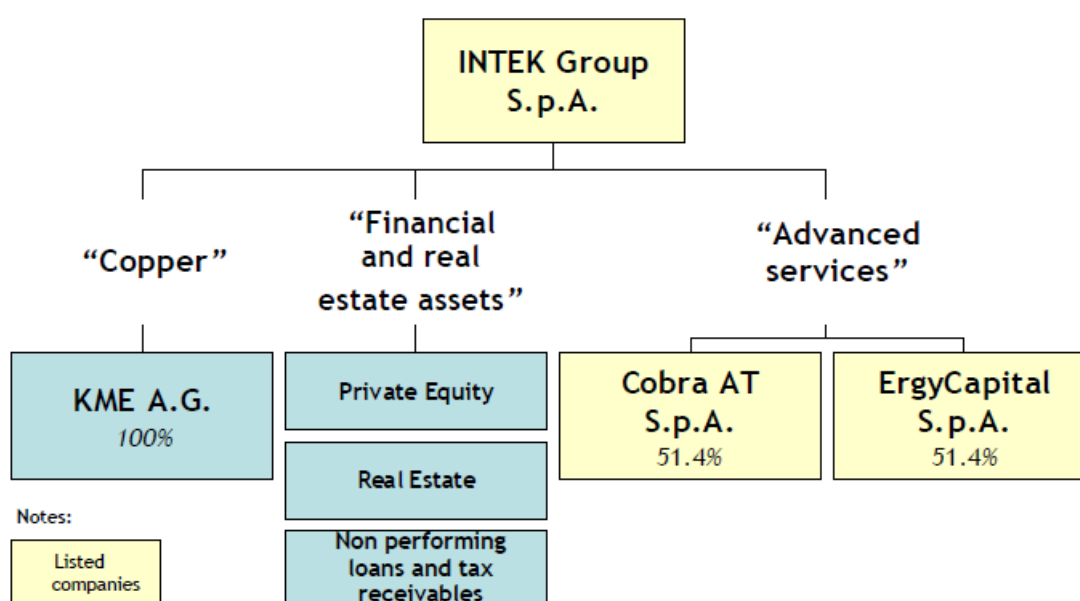 INTEK Group
S.p.A.
“Copper”
“Financial
and real
estate assets”
“Advanced
services”
KME A.G.
100%
Private Equity
Real Estate
Non performing
loans and tax
receivables
Cobra AT
S.p.A.
51.4%
ErgyCapital
S.p.A.
51.4%
Notes:
Listed
companies